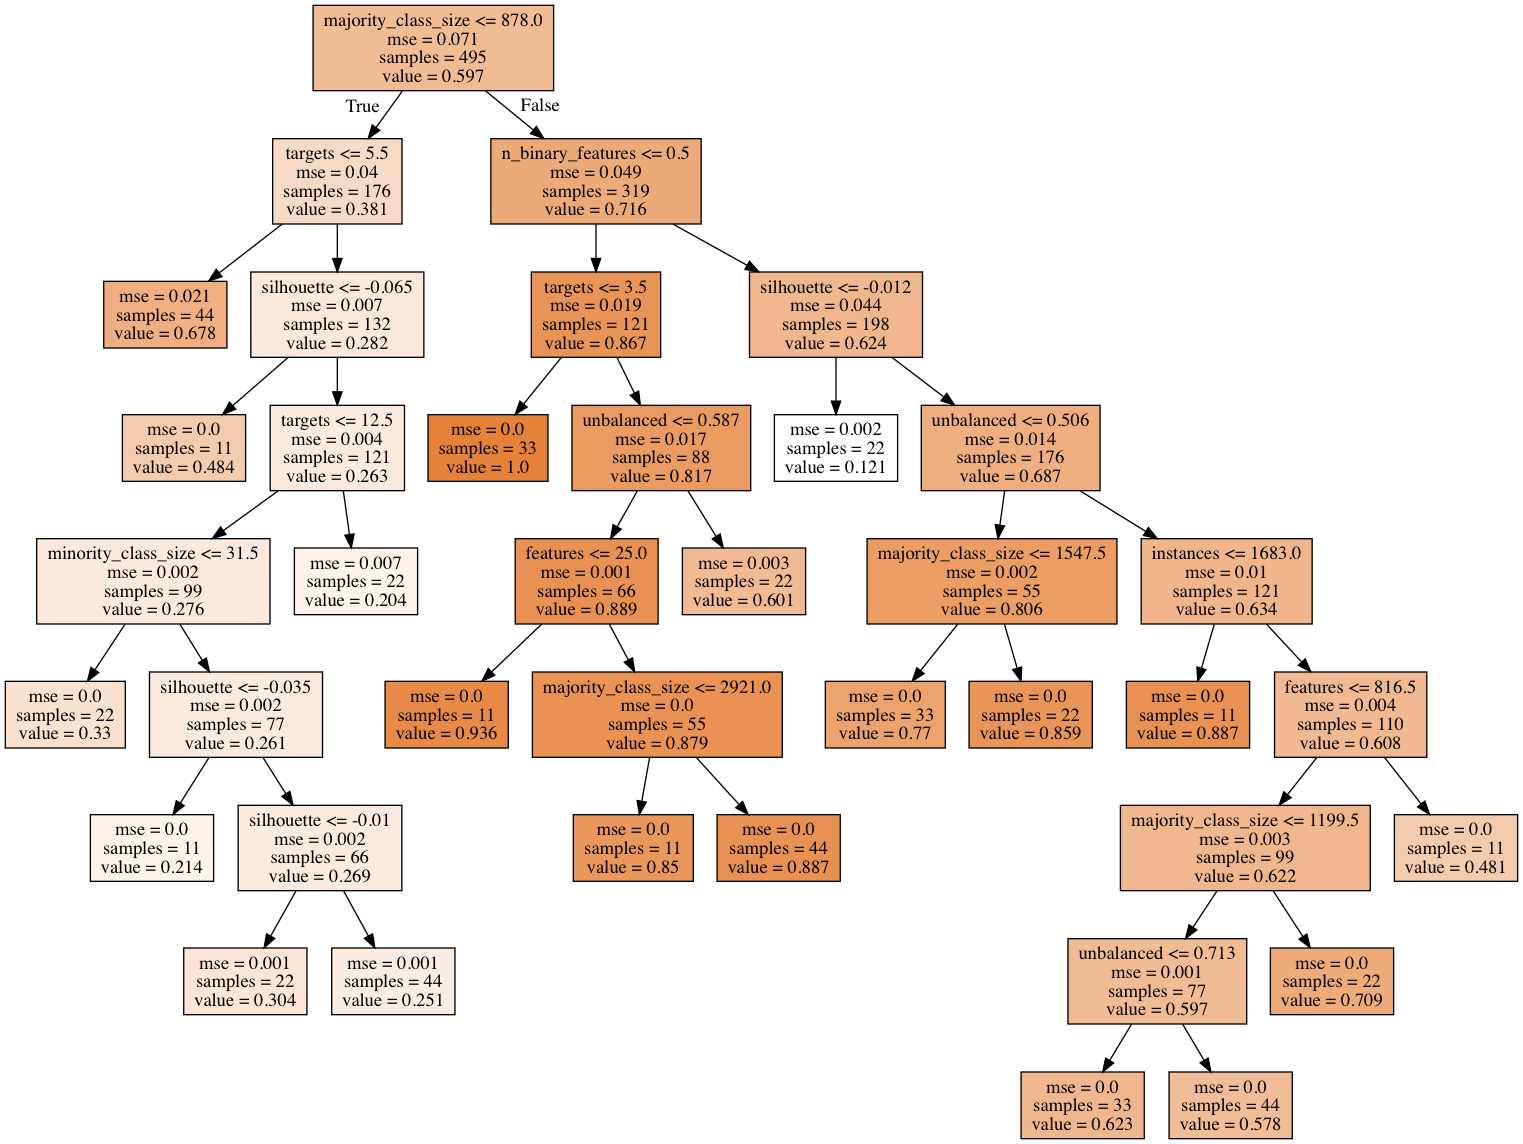 majority_class_size <= 878.0
mse = 0.071
samples = 495
value = 0.597
True
False
targets <= 5.5
mse = 0.04
samples = 176
value = 0.381
n_binary_features <= 0.5
mse = 0.049
samples = 319
value = 0.716
mse = 0.021
samples = 44
value = 0.678
silhouette <= -0.065
mse = 0.007
samples = 132
value = 0.282
targets <= 3.5
mse = 0.019
samples = 121
value = 0.867
silhouette <= -0.012
mse = 0.044
samples = 198
value = 0.624
mse = 0.0
samples = 11
value = 0.484
targets <= 12.5
mse = 0.004
samples = 121
value = 0.263
mse = 0.0
samples = 33
value = 1.0
unbalanced <= 0.587
mse = 0.017
samples = 88
value = 0.817
mse = 0.002
samples = 22
value = 0.121
unbalanced <= 0.506
mse = 0.014
samples = 176
value = 0.687
minority_class_size <= 31.5
mse = 0.002
samples = 99
value = 0.276
mse = 0.007
samples = 22
value = 0.204
features <= 25.0
mse = 0.001
samples = 66
value = 0.889
mse = 0.003
samples = 22
value = 0.601
majority_class_size <= 1547.5
mse = 0.002
samples = 55
value = 0.806
instances <= 1683.0
mse = 0.01
samples = 121
value = 0.634
mse = 0.0
samples = 22
value = 0.33
silhouette <= -0.035
mse = 0.002
samples = 77
value = 0.261
mse = 0.0
samples = 11
value = 0.936
majority_class_size <= 2921.0
mse = 0.0
samples = 55
value = 0.879
mse = 0.0
samples = 33
value = 0.77
mse = 0.0
samples = 22
value = 0.859
mse = 0.0
samples = 11
value = 0.887
features <= 816.5
mse = 0.004
samples = 110
value = 0.608
mse = 0.0
samples = 11
value = 0.214
silhouette <= -0.01
mse = 0.002
samples = 66
value = 0.269
mse = 0.0
samples = 11
value = 0.85
mse = 0.0
samples = 44
value = 0.887
majority_class_size <= 1199.5
mse = 0.003
samples = 99
value = 0.622
mse = 0.0
samples = 11
value = 0.481
mse = 0.001
samples = 22
value = 0.304
mse = 0.001
samples = 44
value = 0.251
unbalanced <= 0.713
mse = 0.001
samples = 77
value = 0.597
mse = 0.0
samples = 22
value = 0.709
mse = 0.0
samples = 33
value = 0.623
mse = 0.0
samples = 44
value = 0.578